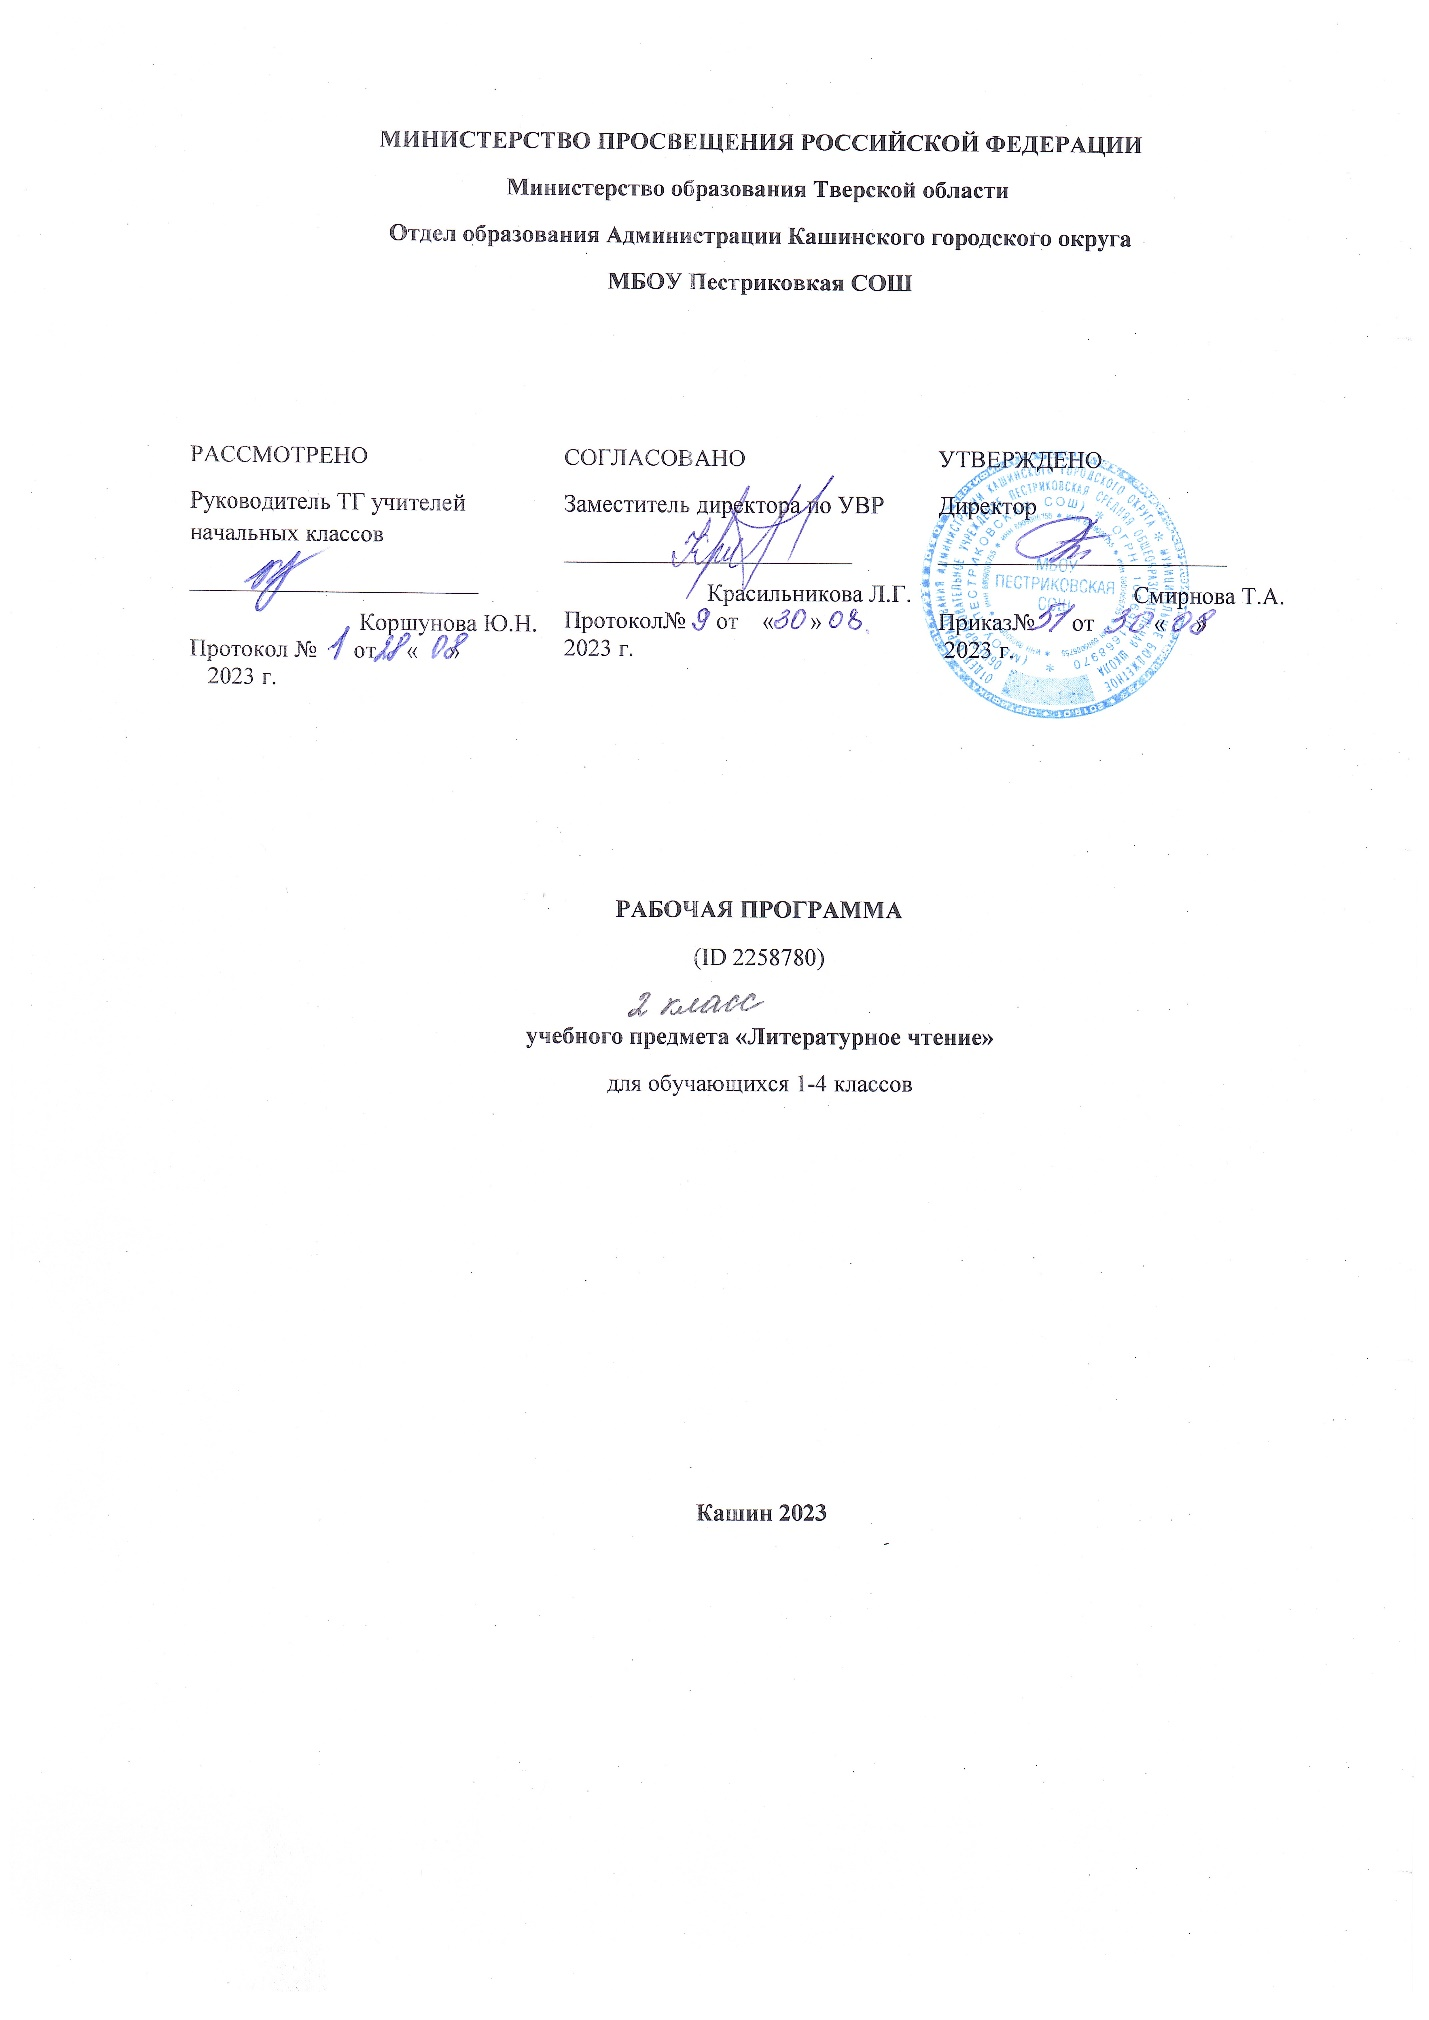 МИНИСТЕРСТВО ПРОСВЕЩЕНИЯ РОССИЙСКОЙ ФЕДЕРАЦИИ
Министерство образования Тверской области
Отдел образования Администрации Кашинского городского округа
МБОУ Пестриковкая СОШ
РАССМОТРЕНО
Руководитель ТГ учителей
начальных классов
Коршунова Ю.Н.
Протокол № 1 от 28 « 08 »
2023 г.
СОГЛАСОВАНО
Заместитель директора по УВР
Красильникова Л.Г.
Протокол№ 9 от «30» 08
2023 г.
УТВЕРЖДЕНО
Директор
Смирнова Т.А.
Приказ№ 51 от 30 « 08 »
2023 г.
МБОУ
ПЕСТРИКОВСКАЯ
СОШ
РАБОЧАЯ ПРОГРАММА
(ID 2258780)
2 класс
учебного предмета «Литературное чтение»
для обучающихся 1-4 классов
Кашин 2023